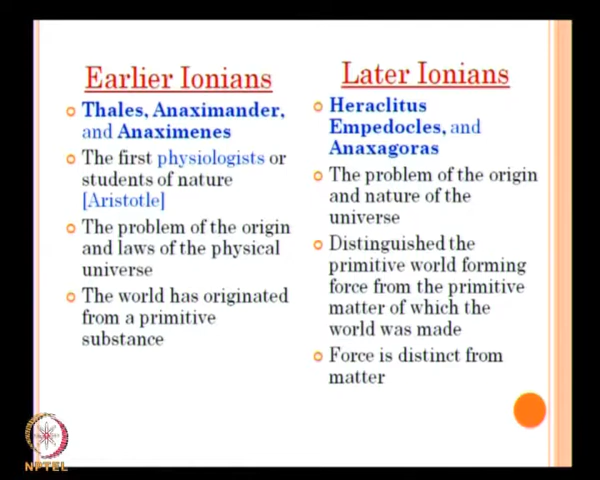 Earlier Ionians
Thales, Anaximander,
and Anaximenes
The first physiologists or
students of nature
[Aristotle]
The problem of the origin
and laws of the physical
universe
The world has originated
from a primitive
substance
Later Ionians
Heraclitus
Empedocles, and
Anaxagoras
The problem of the origin
and nature of the
universe
Distinguished the
primitive world forming
force from the primitive
matter of which the
world was made
Force is distinct from
matter
NPTEL